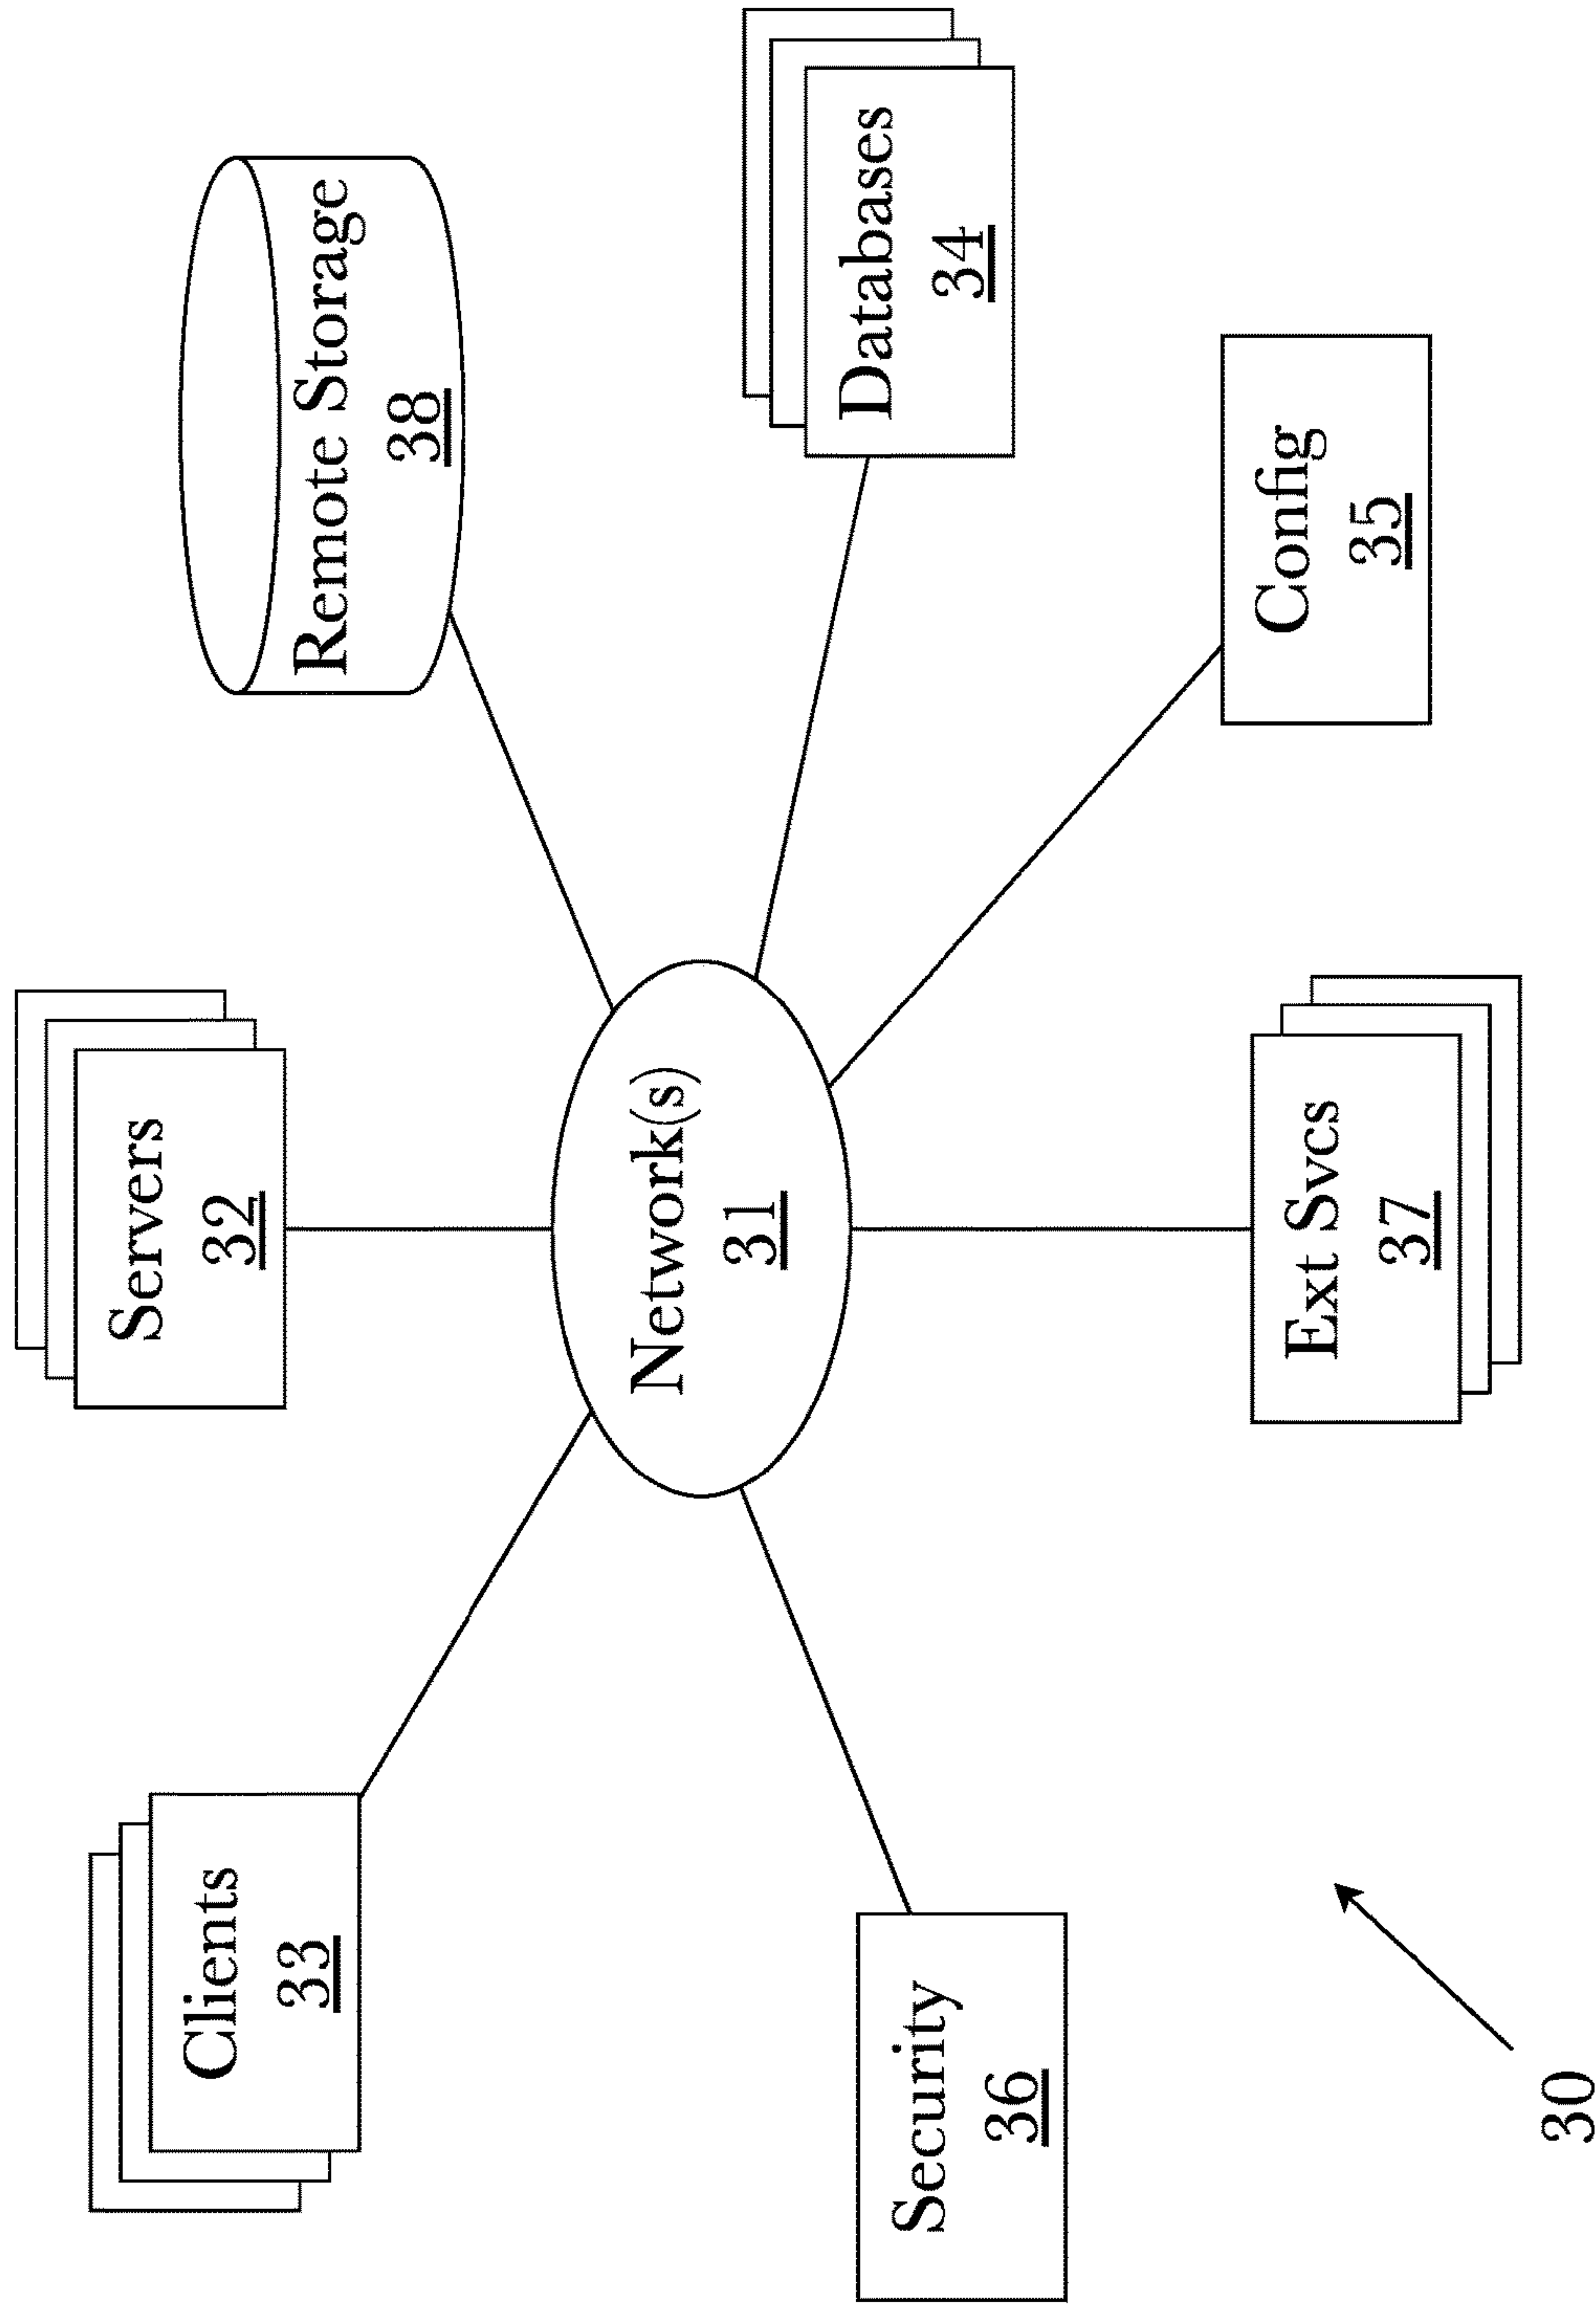 Servers
32
Remote Storage
38
Clients
33
Network(s)
31
Databases
34
Security
36
Ext Svcs
37
Config
35
30